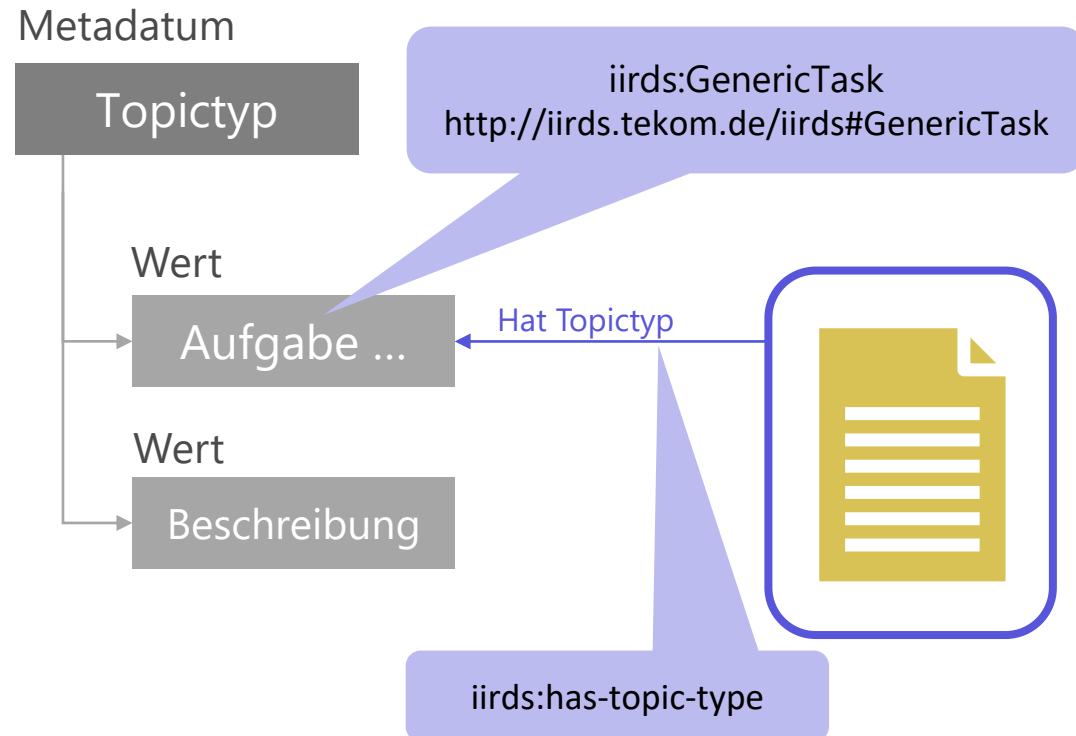 Metadatum
Topictyp
iirds:GenericTask
http://iirds.tekom.de/iirds#GenericTask
Wert
Aufgabe ...
Hat Topictyp
Wert
Beschreibung
iirds:has-topic-type